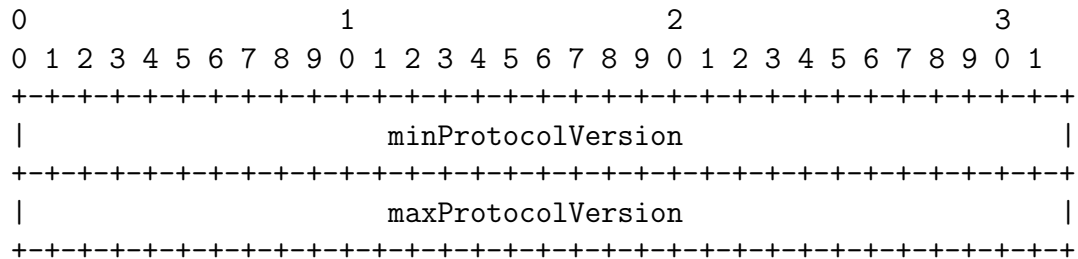 0                   1                   2                   3
0 1 2 3 4 5 6 7 8 9 0 1 2 3 4 5 6 7 8 9 0 1 2 3 4 5 6 7 8 9 0 1
+-+-+-+-+-+-+-+-+-+-+-+-+-+-+-+-+-+-+-+-+-+-+-+-+-+-+-+-+-+-+-+-+
|                      minProtocolVersion                       |
+-+-+-+-+-+-+-+-+-+-+-+-+-+-+-+-+-+-+-+-+-+-+-+-+-+-+-+-+-+-+-+-+
|                      maxProtocolVersion                       |
+-+-+-+-+-+-+-+-+-+-+-+-+-+-+-+-+-+-+-+-+-+-+-+-+-+-+-+-+-+-+-+-+